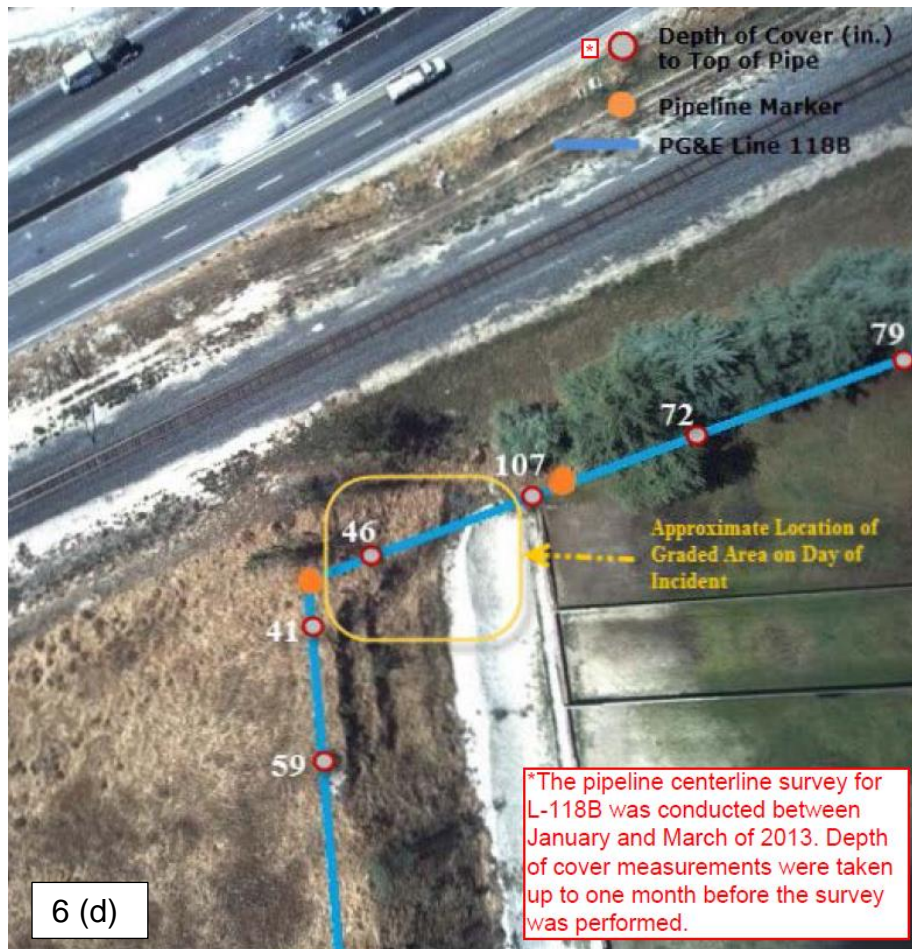 * Depth of Cover (in.)
to Top of Pipe
Pipeline Marker
PG&E Line 118B
79
72
107
46
Approximate Location of
Graded Area on Day of
Incident
41
59
*The pipeline centerline survey for
L-118B was conducted between
January and March of 2013. Depth
of cover measurements were taken
up to one month before the survey
was performed.
6 (d)